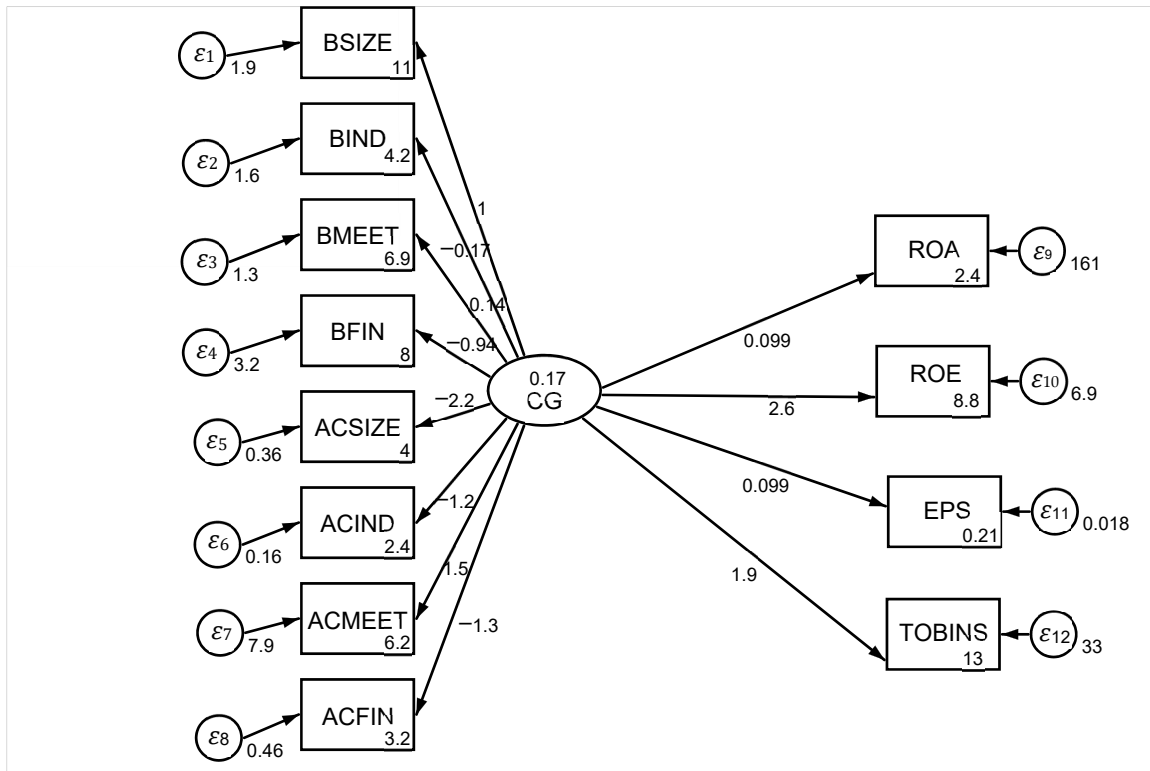 ε1
1.9
BSIZE
11
ε2
1.6
BIND
4.2
ε3
1.3
BMEET
6.9
ε4
3.2
BFIN
8
ε5
0.36
ACSIZE
4
ε6
0.16
ACIND
2.4
ε7
7.9
ACMEET
6.2
ε8
0.46
ACFIN
3.2
1
−0.17
0.14
−0.94
−2.2
−1.2
1.5
−1.3
0.17
CG
0.099
2.6
0.099
1.9
ROA
2.4
ε9
161
ROE
8.8
ε10
6.9
EPS
0.21
ε11
0.018
TOBINS
13
ε12
33